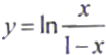 y = ln x/(1 − x)